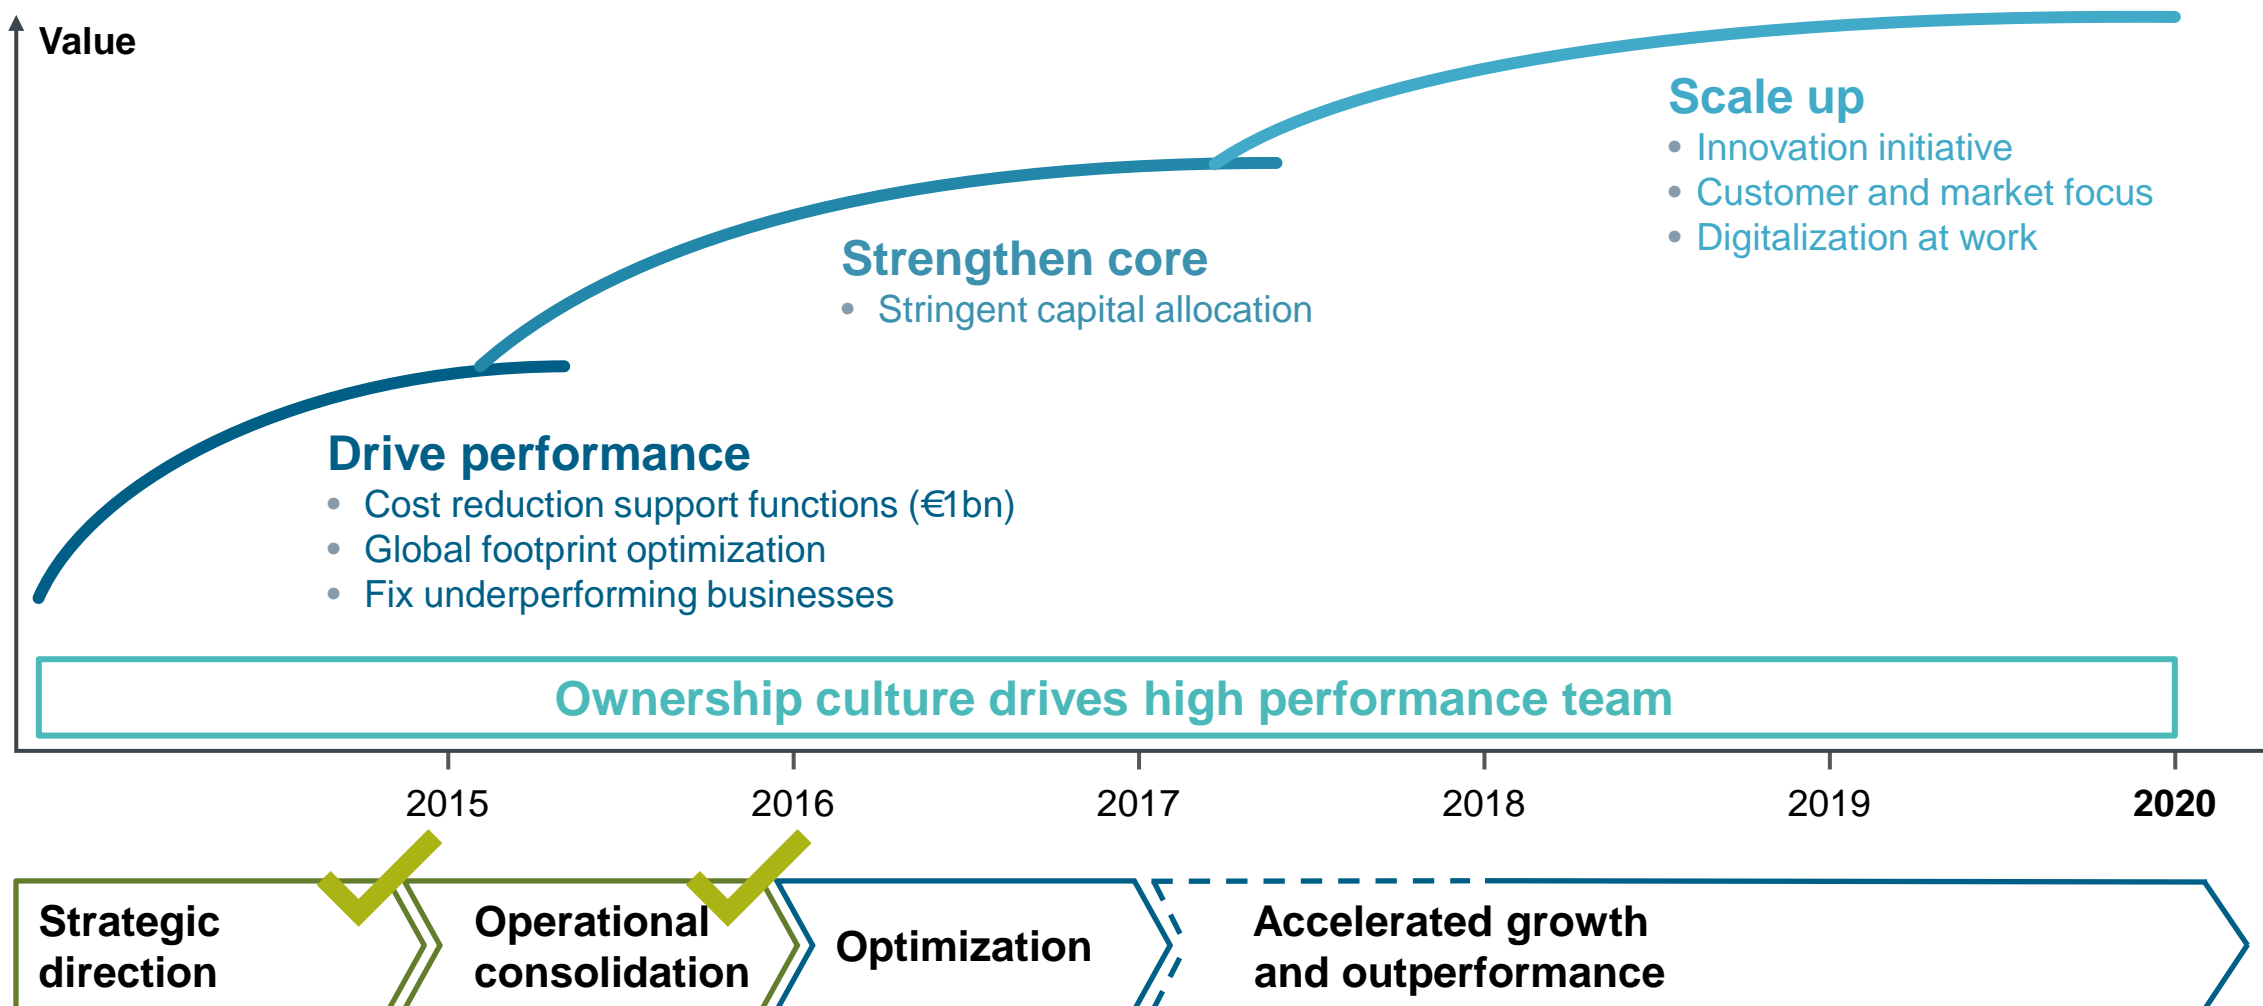 Value
Scale up
• Innovation initiative
• Customer and market focus
• Digitalization at work
Strengthen core
• Stringent capital allocation
Drive performance
• Cost reduction support functions (€1bn)
• Global footprint optimization
• Fix underperforming businesses
Ownership culture drives high performance team
2015 2016 2017 2018 2019 2020
Strategic
direction
Operational
consolidation
Optimization
Accelerated growth
and outperformance